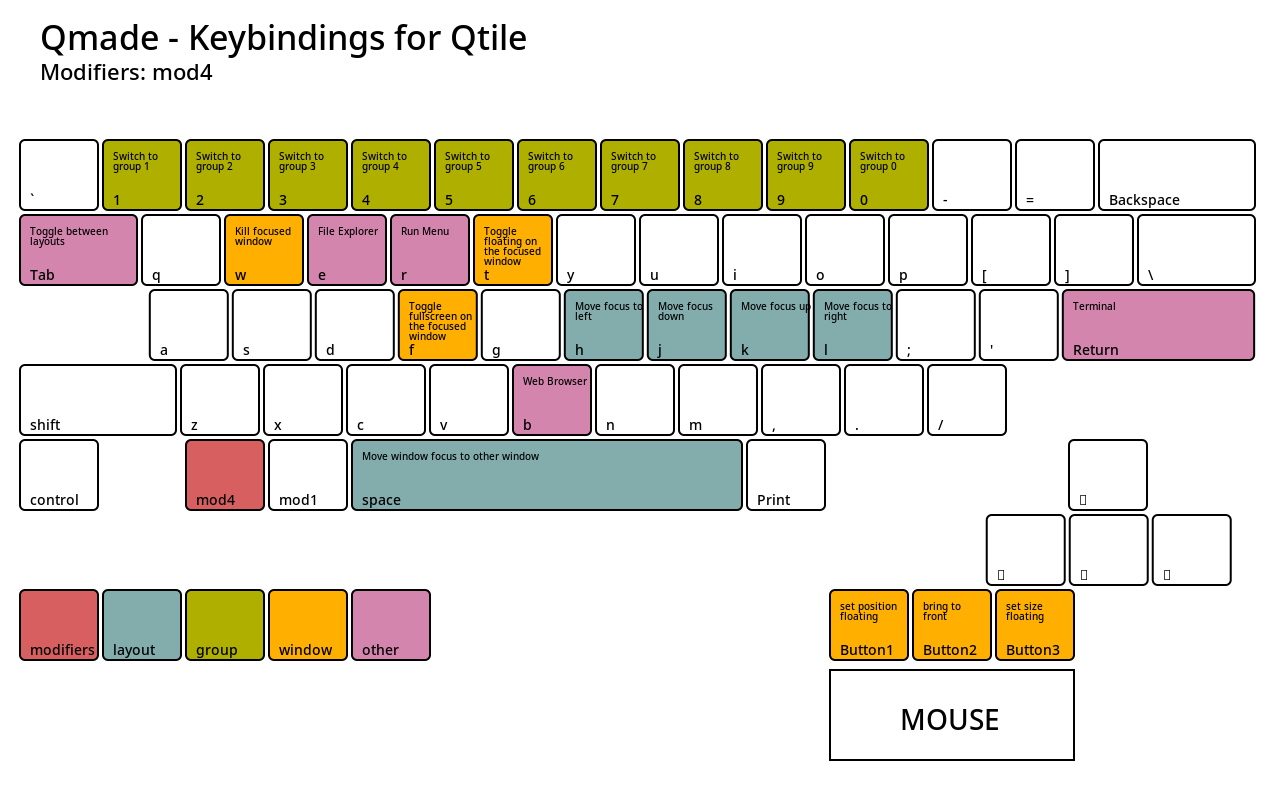 Qmade - Keybindings for Qtile
Modifiers: mod4
`
Switch to
group 1
1
Switch to
group 2
2
Switch to
group 3
3
Switch to
group 4
4
Switch to
group 5
5
Switch to
group 6
6
Switch to
group 7
7
Switch to
group 8
8
Switch to
group 9
9
Switch to
group 0
0
-
=
Backspace
Toggle between
layouts
Tab
q
Kill focused
window
w
File Explorer
e
Run Menu
r
Toggle
floating on
the focused
window
t
y
u
i
o
p
[
]
\
a
s
d
Toggle
fullscreen on
the focused
window
f
g
Move focus to
left
h
Move focus
down
j
Move focus up
k
Move focus to
right
l
;
'
Terminal
Return
shift
z
x
c
v
Web Browser
b
n
m
,
.
/
control
mod4
mod1
Move window focus to other window
space
Print
modifiers
layout
group
window
other
set position
floating
Button1
bring to
front
Button2
set size
floating
Button3
MOUSE